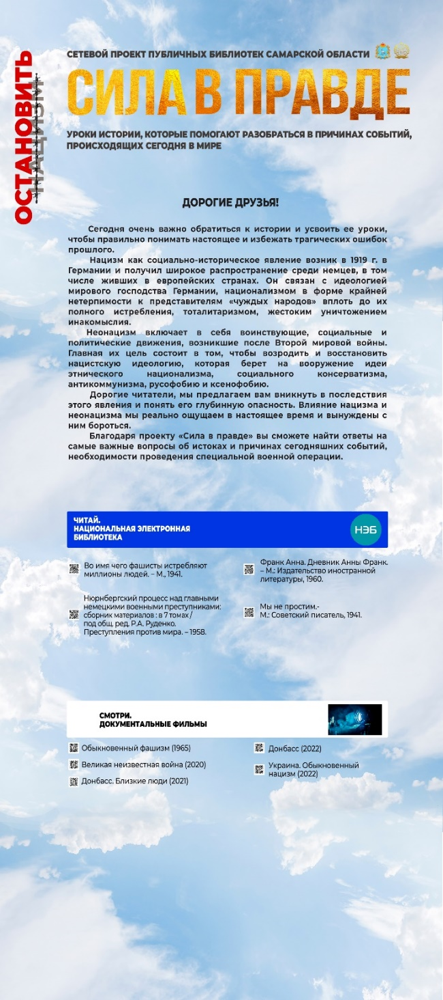 ОСТАНОВИТЬ
НАЦИЗМ
СЕТЕВОЙ ПРОЕКТ ПУБЛИЧНЫХ БИБЛИОТЕК САМАРСКОЙ ОБЛАСТИ
СИЛА В ПРАВДЕ
УРОКИ ИСТОРИИ, КОТОРЫЕ ПОМОГАЮТ РАЗОБРАТЬСЯ В ПРИЧИНАХ СОБЫТИЙ,
ПРОИСХОДЯЩИХ СЕГОДНЯ В МИРЕ
ДОРОГИЕ ДРУЗЬЯ!
Сегодня очень важно обратиться к истории и усвоить ее уроки,
чтобы правильно понимать настоящее и избежать трагических ошибок
прошлого.
Нацизм как социально-историческое явление возник в 1919 г. в
Германии и получил широкое распространение среди немцев, в том
числе живших в европейских странах. Он связан с идеологией
мирового господства Германии, национализмом в форме крайней
нетерпимости к представителям «чуждых народов» вплоть до их
полного истребления, тоталитаризмом, жестоким уничтожением
инакомыслия.
Неонацизм включает в себя воинствующие, социальные и
политические движения, возникшие после Второй мировой войны.
Главная их цель состоит в том, чтобы возродить и восстановить
нацистскую идеологию, которая берет на вооружение идеи
этнического национализма, социального консерватизма,
антикоммунизма, русофобию и ксенофобию.
Дорогие читатели, мы предлагаем вам вникнуть в последствия
этого явления и понять его глубинную опасность. Влияние нацизма и
неонацизма мы реально ощущаем в настоящее время и вынуждены с
ним бороться.
Благодаря проекту «Сила в правде» вы сможете найти ответы на
самые важные вопросы об истоках и причинах сегодняшних событий,
необходимости проведения специальной военной операции.
ЧИТАЙ.
НАЦИОНАЛЬНАЯ ЭЛЕКТРОННАЯ
БИБЛИОТЕКА
НЭБ
Во имя чего фашисты истребляют
миллионы людей. – М., 1941.
Франк Анна. Дневник Анны Франк.
– М.: Издательство иностранной
литературы, 1960.
Нюрнбергский процесс над главными
немецкими военными преступниками:
сборник материалов : в 7 томах /
под общ. ред. Р.А. Руденко.
Преступления против мира. – 1958.
Мы не простим.-
М.: Советский писатель, 1941.
СМОТРИ.
ДОКУМЕНТАЛЬНЫЕ ФИЛЬМЫ
Обыкновенный фашизм (1965)
Великая неизвестная война (2020)
Донбасс. Близкие люди (2021)
Донбасс (2022)
Украина. Обыкновенный
нацизм (2022)